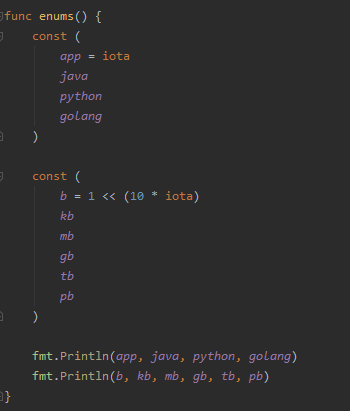 func enums() {
    const (
        app = iota
        java
        python
        golang
    )

    const (
        b = 1 << (10 * iota)
        kb
        mb
        gb
        tb
        pb
    )

    fmt.Println(app, java, python, golang)
    fmt.Println(b, kb, mb, gb, tb, pb)
}